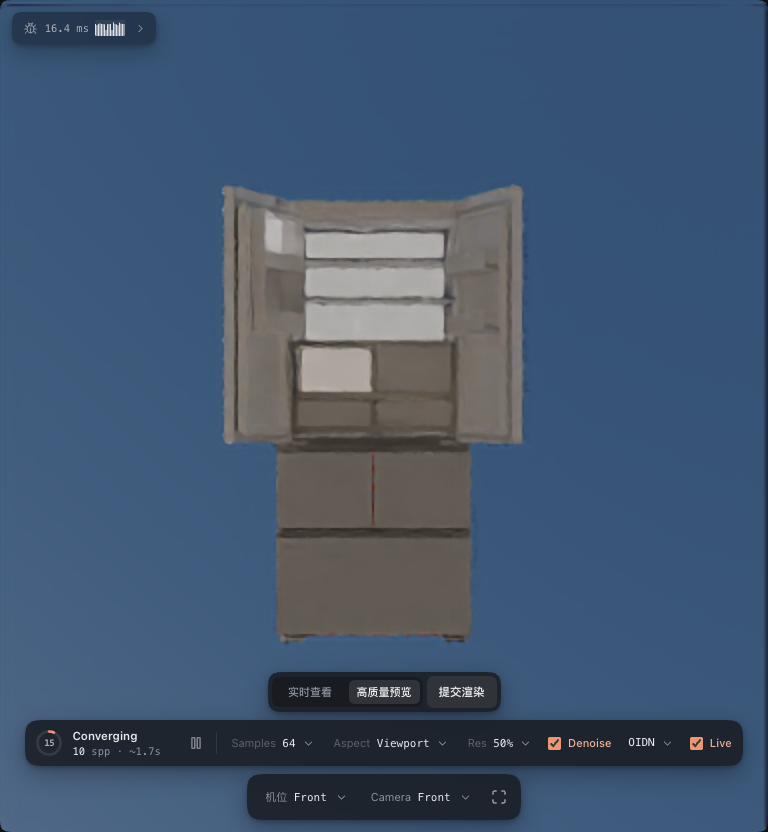 16.4 ms
实时查看 高质量预览 提交渲染
15 Converging
10 spp · ~1.7s
Samples 64 Aspect Viewport Res 50% Denoise OIDN Live
机位 Front Camera Front